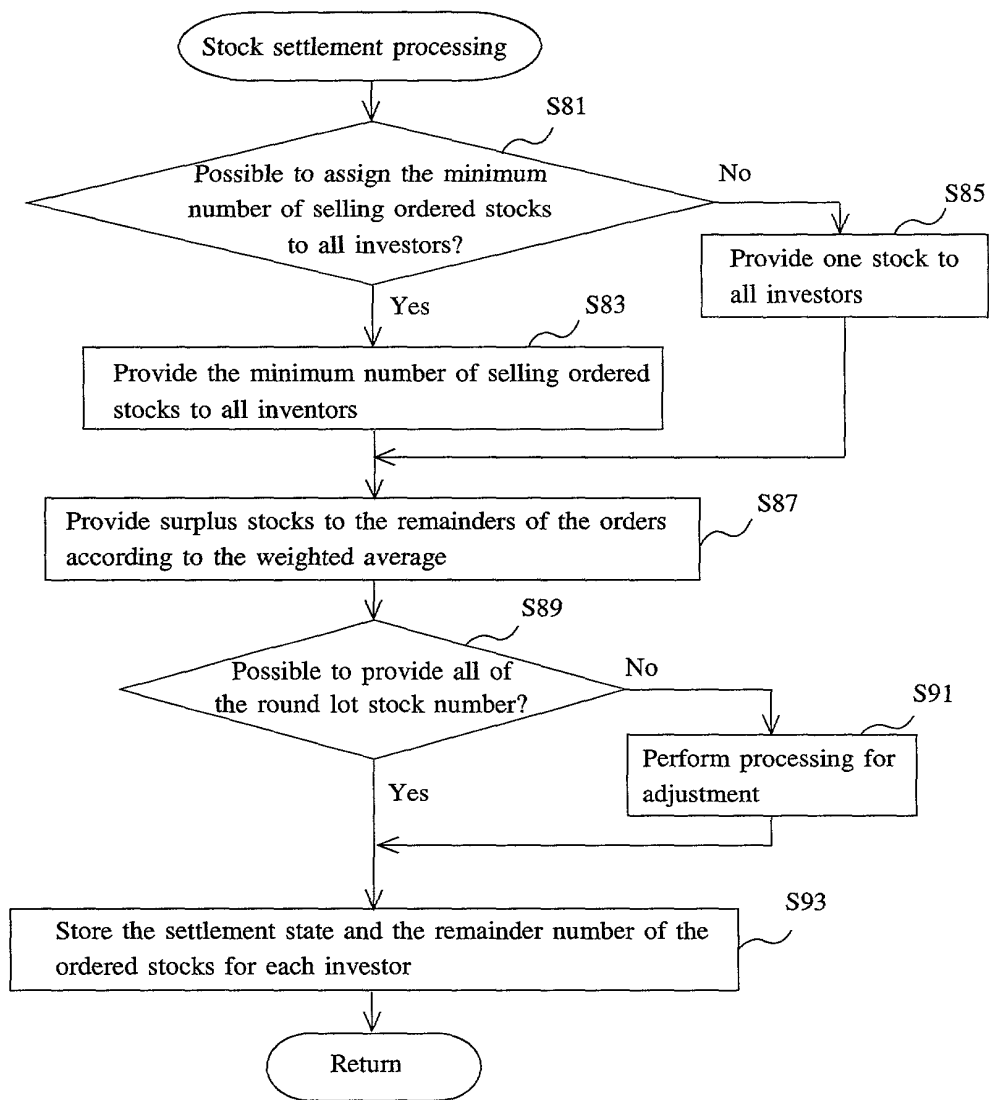 Stock settlement processing
S81
Possible to assign the minimum
number of selling ordered stocks
to all investors?
No
S85
Provide one stock to
all investors
Yes
S83
Provide the minimum number of selling ordered
stocks to all inventors
S87
Provide surplus stocks to the remainders of the orders
according to the weighted average
S89
Possible to provide all of
the round lot stock number?
No
S91
Perform processing for
adjustment
Yes
S93
Store the settlement state and the remainder number of the
ordered stocks for each investor
Return